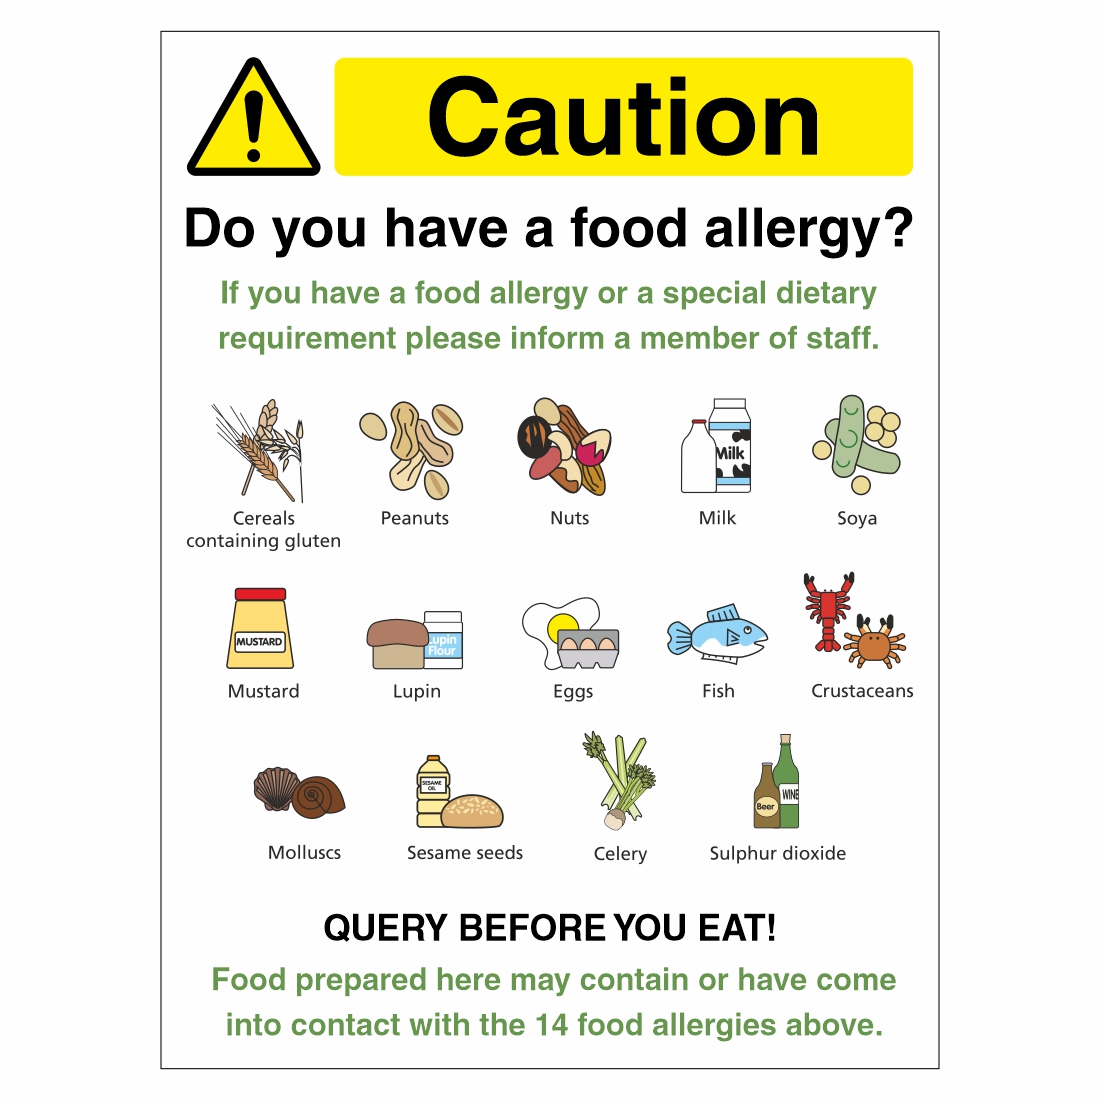 Caution
Do you have a food allergy?
If you have a food allergy or a special dietary
requirement please inform a member of staff.
Milk
Cereals
containing gluten
Peanuts
Nuts
Milk
Soya
MUSTARD
Lupin
Flour
Mustard
Lupin
Eggs
Fish
Crustaceans
SESAME
OIL
Beer
WINE
Molluscs
Sesame seeds
Celery
Sulphur dioxide
QUERY BEFORE YOU EAT!
Food prepared here may contain or have come
into contact with the 14 food allergies above.